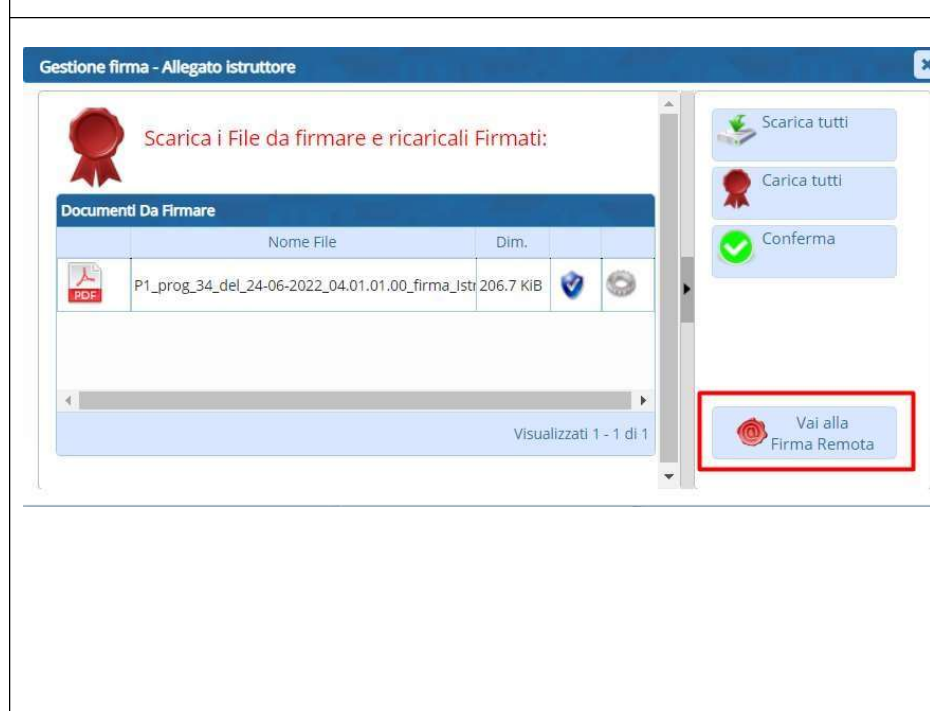 Gestione firma - Allegato istruttore
Scarica i File da firmare e ricaricali Firmati:
Documenti Da Firmare
Nome File Dim.
PDF P1_prog_34_del_24-06-2022_04.01.01.00_firma_Istr 206.7 KiB
Visualizzati 1 - 1 di 1
Scarica tutti
Carica tutti
Conferma
Vai alla
Firma Remota